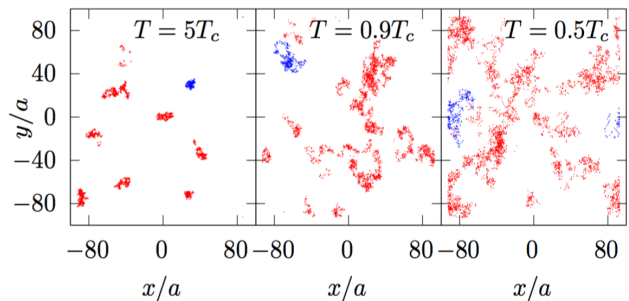 T = 5T_c
T = 0.9T_c
T = 0.5T_c
80
40
0
−40
−80
y/a
−80 0 80
−80 0 80
−80 0 80
x/a
x/a
x/a